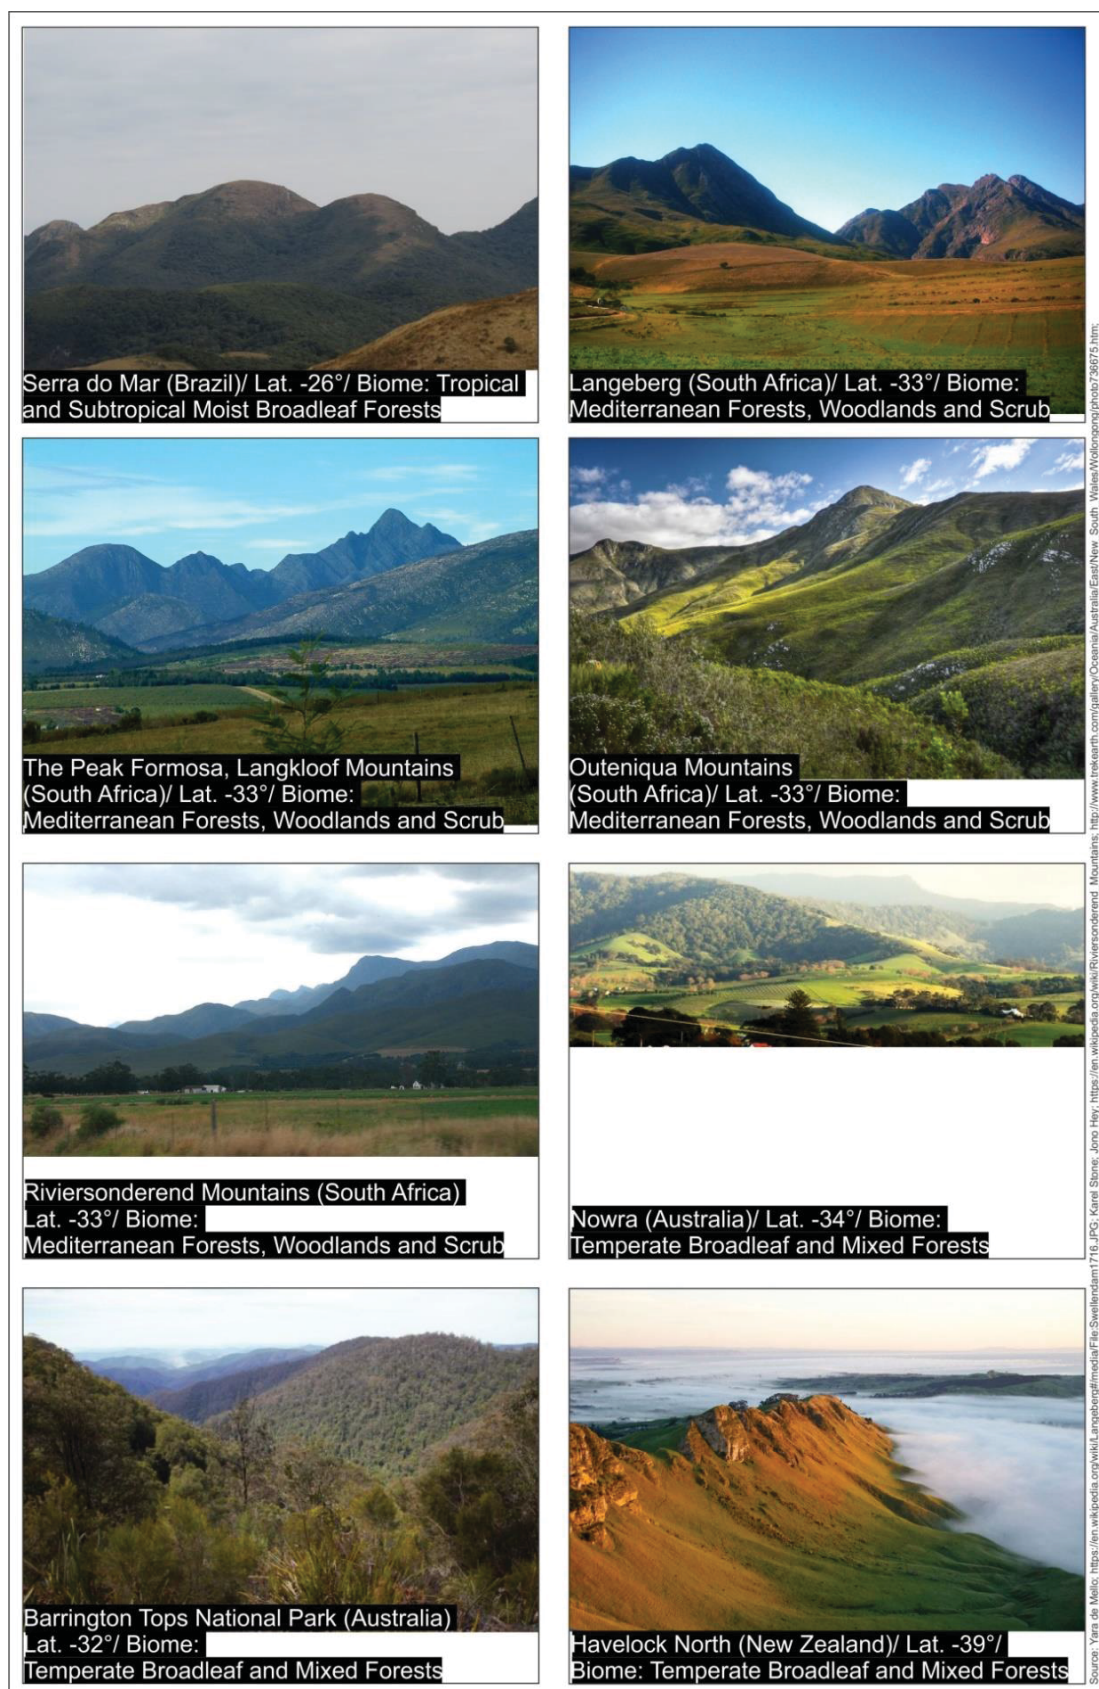 Serra do Mar (Brazil)/ Lat. -26°/ Biome: Tropical
and Subtropical Moist Broadleaf Forests
Langeberg (South Africa)/ Lat. -33°/ Biome:
Mediterranean Forests, Woodlands and Scrub
The Peak Formosa, Langkloof Mountains
(South Africa)/ Lat. -33°/ Biome:
Mediterranean Forests, Woodlands and Scrub
Outeniqua Mountains
(South Africa)/ Lat. -33°/ Biome:
Mediterranean Forests, Woodlands and Scrub
Riviersonderend Mountains (South Africa)
Lat. -33°/ Biome:
Mediterranean Forests, Woodlands and Scrub
Nowra (Australia)/ Lat. -34°/ Biome:
Temperate Broadleaf and Mixed Forests
Barrington Tops National Park (Australia)
Lat. -32°/ Biome:
Temperate Broadleaf and Mixed Forests
Havelock North (New Zealand)/ Lat. -39°/
Biome: Temperate Broadleaf and Mixed Forests
Source: Yara de Mello; https://en.wikipedia.org/wiki/Langeberg#/media/File:Swellendam1716.JPG; Karel Stone; Jono Hey; https://en.wikipedia.org/wiki/Riviersonderend Mountains; http://www.trekearth.com/gallery/Oceania/Australia/East/New South Wales/Wollongong/photo736675.htm;